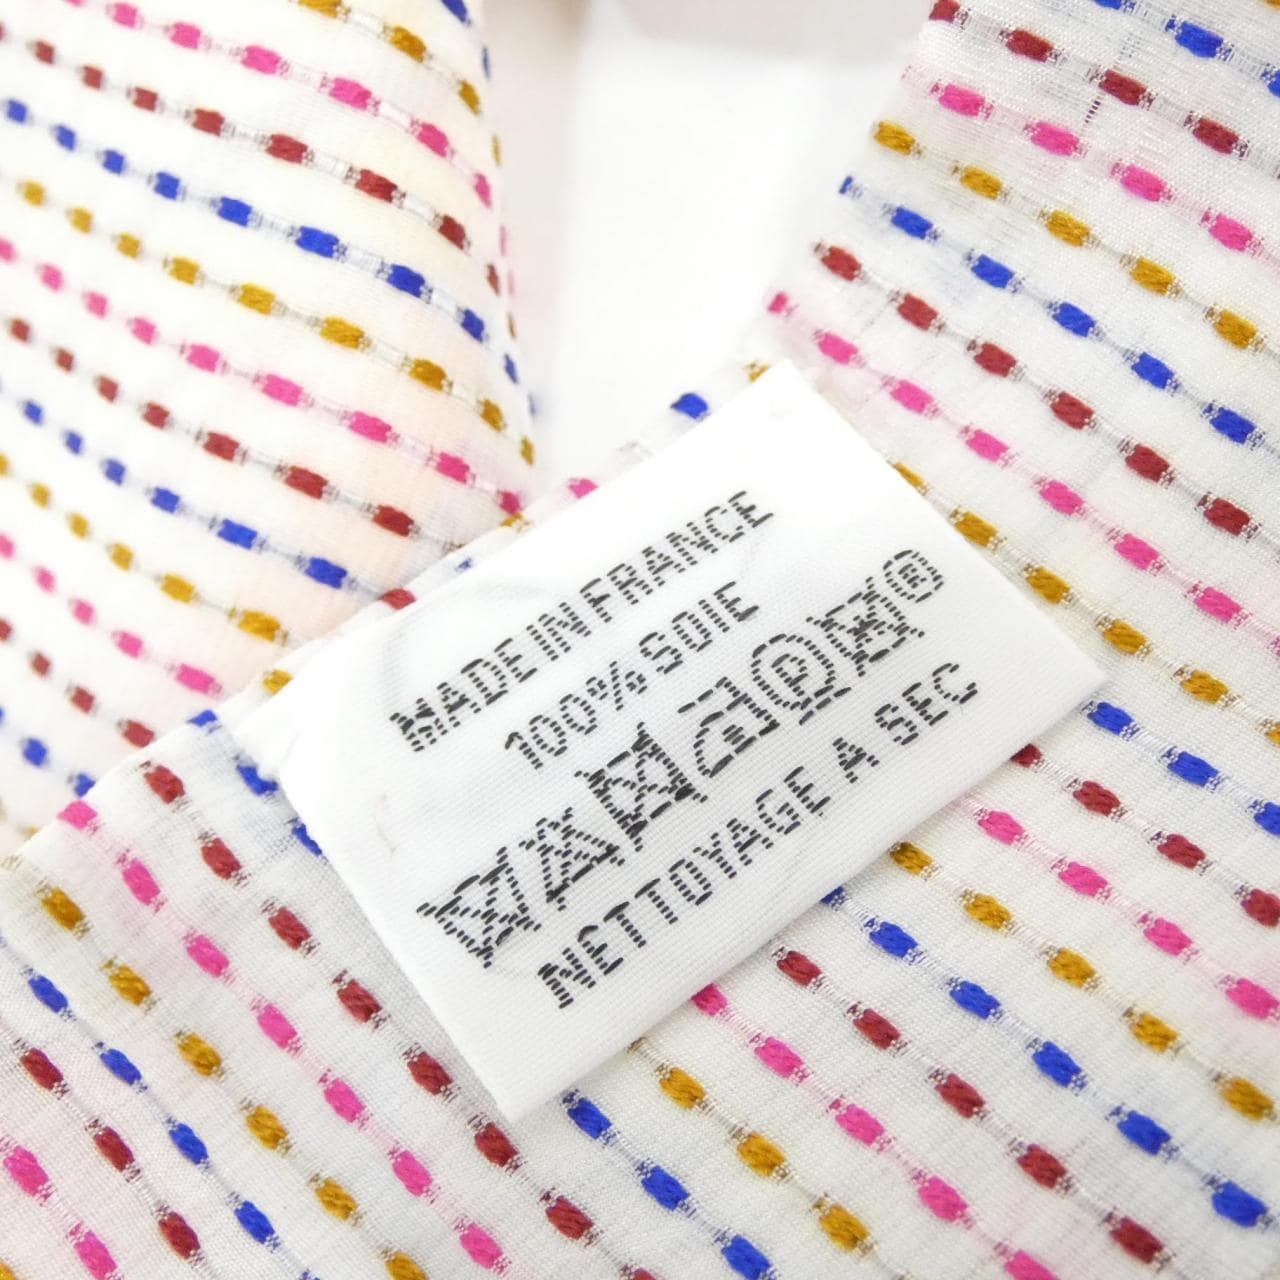 MADE IN FRANCE
100% SOIE
P ®
NETTOYAGE A SEC